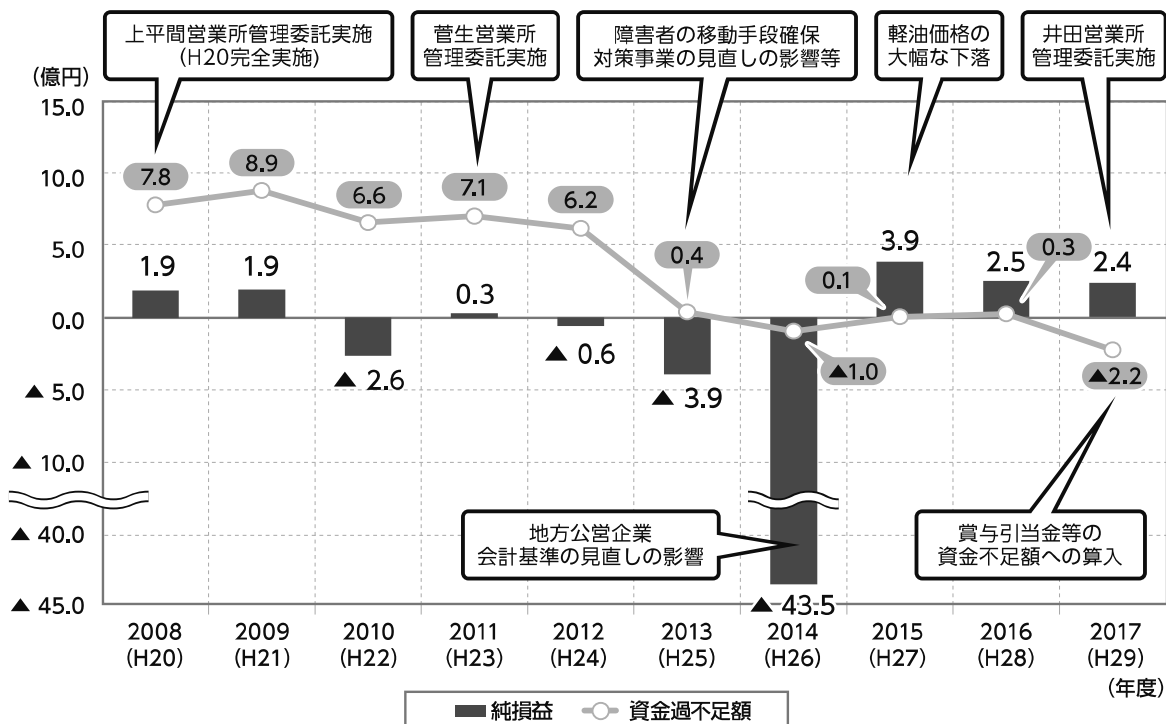 上平間営業所管理委託実施
(H20完全実施)
菅生営業所
管理委託実施
障害者の移動手段確保
対策事業の見直しの影響等
軽油価格の
大幅な下落
井田営業所
管理委託実施
(億円)
15.0
10.0
5.0
0.0
▲ 5.0
▲ 10.0
▲ 40.0
▲ 45.0
7.8
8.9
6.6
7.1
6.2
0.4
▲1.0
0.1
0.3
▲2.2
1.9
1.9
▲ 2.6
0.3
▲ 0.6
▲ 3.9
▲ 43.5
3.9
2.5
2.4
地方公営企業
会計基準の見直しの影響
賞与引当金等の
資金不足額への算入
2008
(H20)
2009
(H21)
2010
(H22)
2011
(H23)
2012
(H24)
2013
(H25)
2014
(H26)
2015
(H27)
2016
(H28)
2017
(H29)
(年度)
純損益
資金過不足額